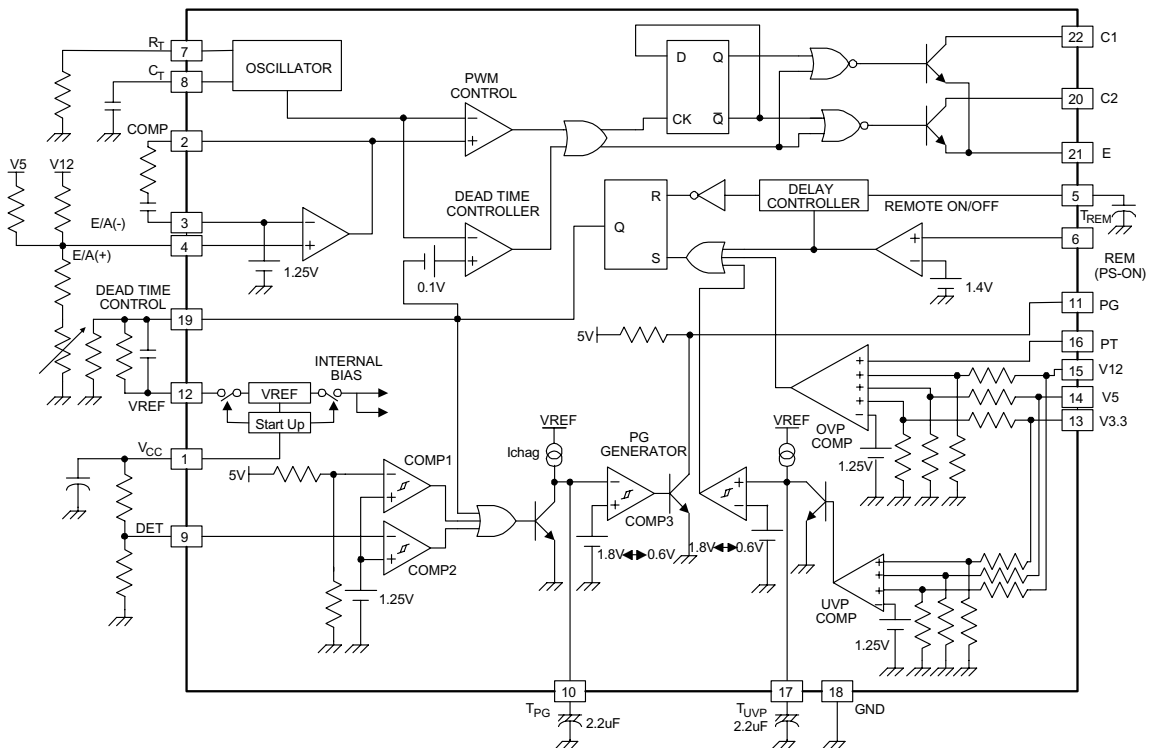 RT
7
CT
8
OSCILLATOR
COMP
2
V5
V12
3
E/A(-)
4
E/A(+)
1.25V
PWM
CONTROL
DEAD TIME
CONTROLLER
0.1V
D
Q
CK
Q̅
22
C1
20
C2
21
E
R
Q
S
DELAY
CONTROLLER
REMOTE ON/OFF
5
TREM
6
REM
(PS-ON)
1.4V
DEAD TIME
CONTROL
19
12
VREF
VREF
Start Up
INTERNAL
BIAS
VCC
1
DET
9
5V
COMP1
COMP2
1.25V
VREF
Ichag
PG
GENERATOR
COMP3
1.8V
0.6V
5V
VREF
1.8V
0.6V
11
PG
16
PT
15
V12
14
V5
13
V3.3
OVP
COMP
1.25V
UVP
COMP
1.25V
10
TPG
2.2uF
17
TUVP
2.2uF
18
GND